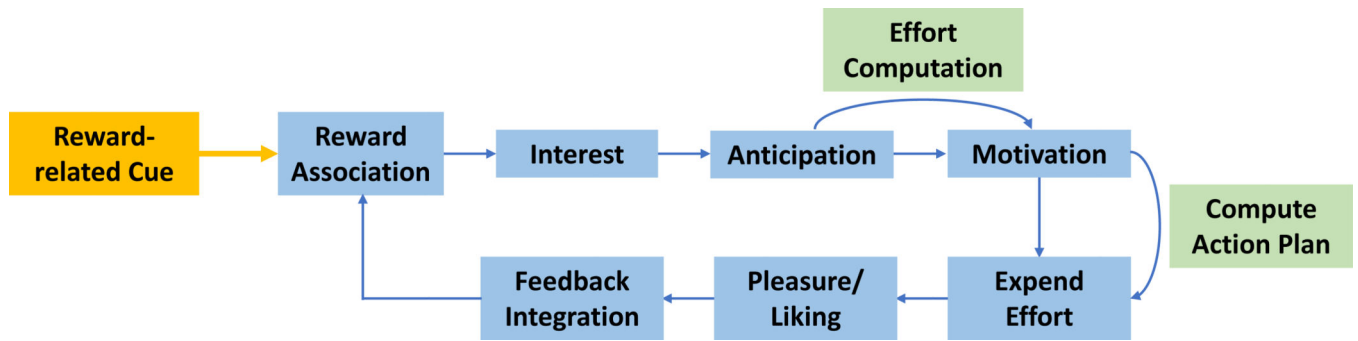 Effort
Computation
Reward-
related Cue
Reward
Association
Interest
Anticipation
Motivation
Compute
Action Plan
Feedback
Integration
Pleasure/
Liking
Expend
Effort